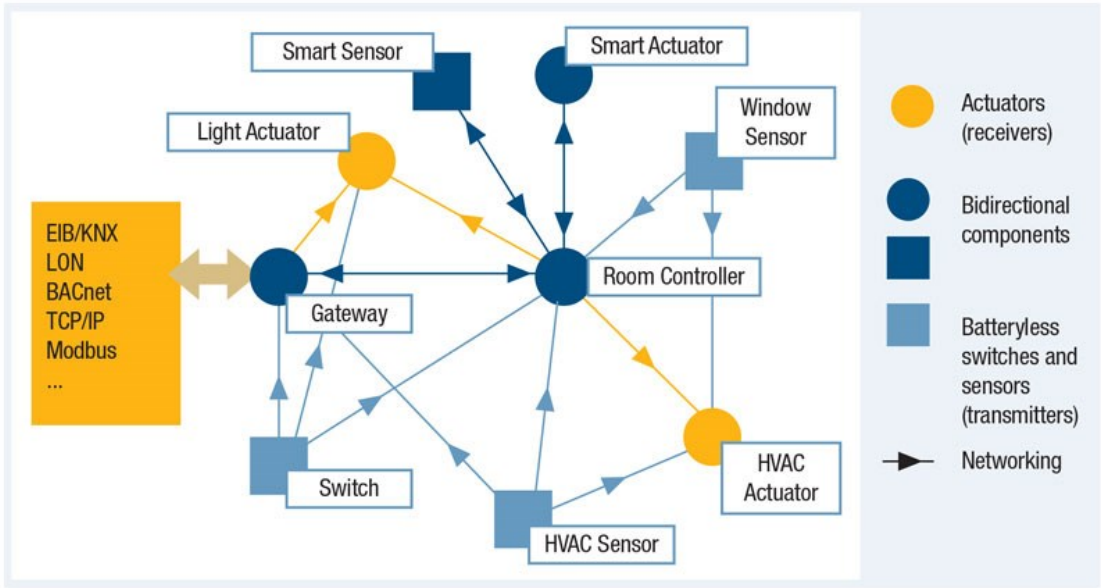 Smart Sensor
Smart Actuator
Light Actuator
Window
Sensor
EIB/KNX
LON
BACnet
TCP/IP
Modbus
...
Gateway
Room Controller
Switch
HVAC Sensor
HVAC
Actuator
Actuators
(receivers)
Bidirectional
components
Batteryless
switches and
sensors
(transmitters)
Networking